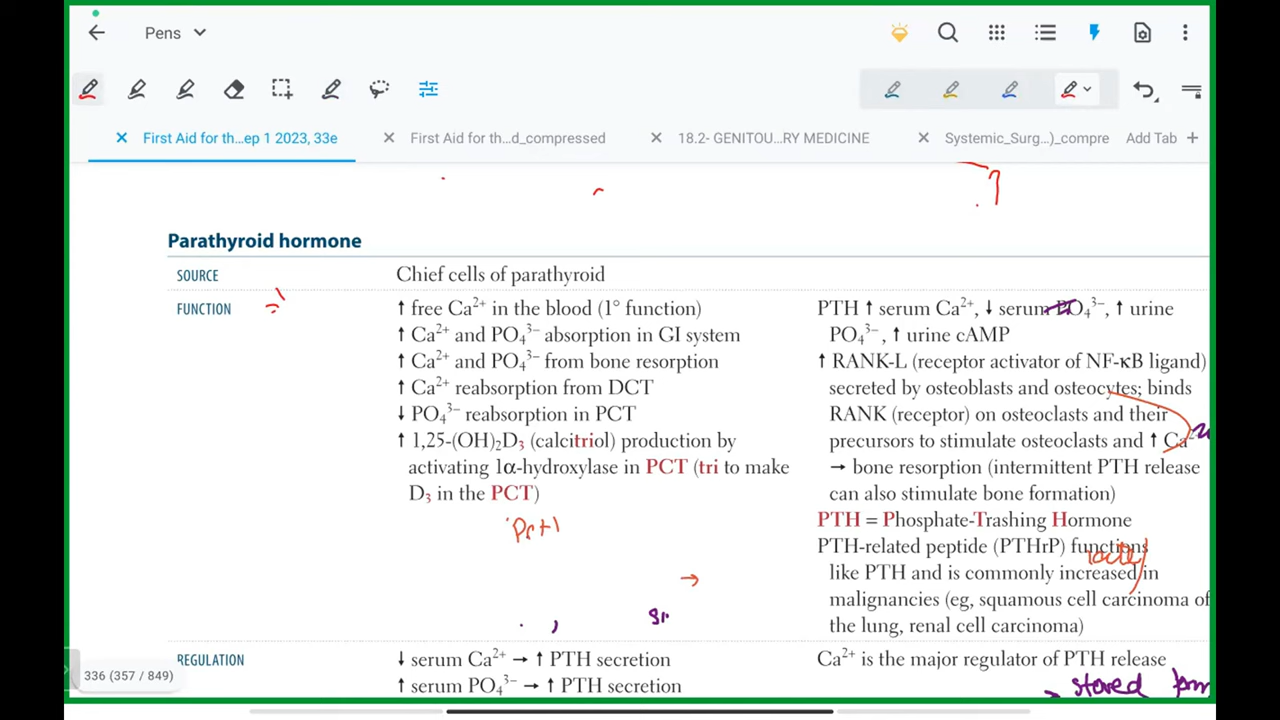 Pens
First Aid for th...ep 1 2023, 33e
First Aid for th...d_compressed
18.2- GENITOU...RY MEDICINE
Systemic_Surg...)_compre
Add Tab
Parathyroid hormone
SOURCE
Chief cells of parathyroid
FUNCTION
↑ free Ca²⁺ in the blood (1° function)
↑ Ca²⁺ and PO₄³⁻ absorption in GI system
↑ Ca²⁺ and PO₄³⁻ from bone resorption
↑ Ca²⁺ reabsorption from DCT
↓ PO₄³⁻ reabsorption in PCT
↑ 1,25-(OH)₂D₃ (calcitriol) production by
activating 1α-hydroxylase in PCT (tri to make
D₃ in the PCT)
PTH ↑ serum Ca²⁺, ↓ serum PO₄³⁻, ↑ urine
PO₄³⁻, ↑ urine cAMP
↑ RANK-L (receptor activator of NF-κB ligand)
secreted by osteoblasts and osteocytes; binds
RANK (receptor) on osteoclasts and their
precursors to stimulate osteoclasts and ↑ Ca²⁺
→ bone resorption (intermittent PTH release
can also stimulate bone formation)
PTH = Phosphate-Trashing Hormone
PTH-related peptide (PTHrP) functions
like PTH and is commonly increased in
malignancies (eg, squamous cell carcinoma of
the lung, renal cell carcinoma)
REGULATION
↓ serum Ca²⁺ → ↑ PTH secretion
↑ serum PO₄³⁻ → ↑ PTH secretion
Ca²⁺ is the major regulator of PTH release
stored
336 (357 / 849)